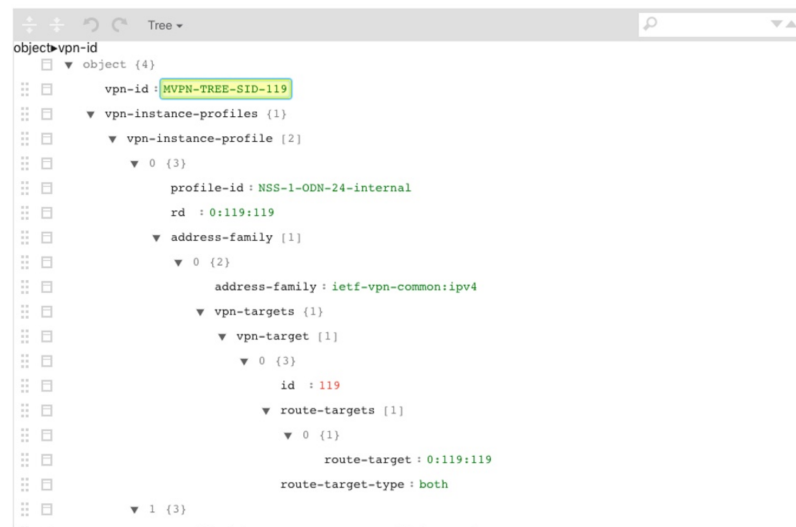 Tree
object►vpn-id
object {4}
vpn-id : MVPN-TREE-SID-119
vpn-instance-profiles {1}
vpn-instance-profile [2]
0 {3}
profile-id : NSS-1-ODN-24-internal
rd : 0:119:119
address-family [1]
0 {2}
address-family : ietf-vpn-common:ipv4
vpn-targets {1}
vpn-target [1]
0 {3}
id : 119
route-targets [1]
0 {1}
route-target : 0:119:119
route-target-type : both
1 {3}